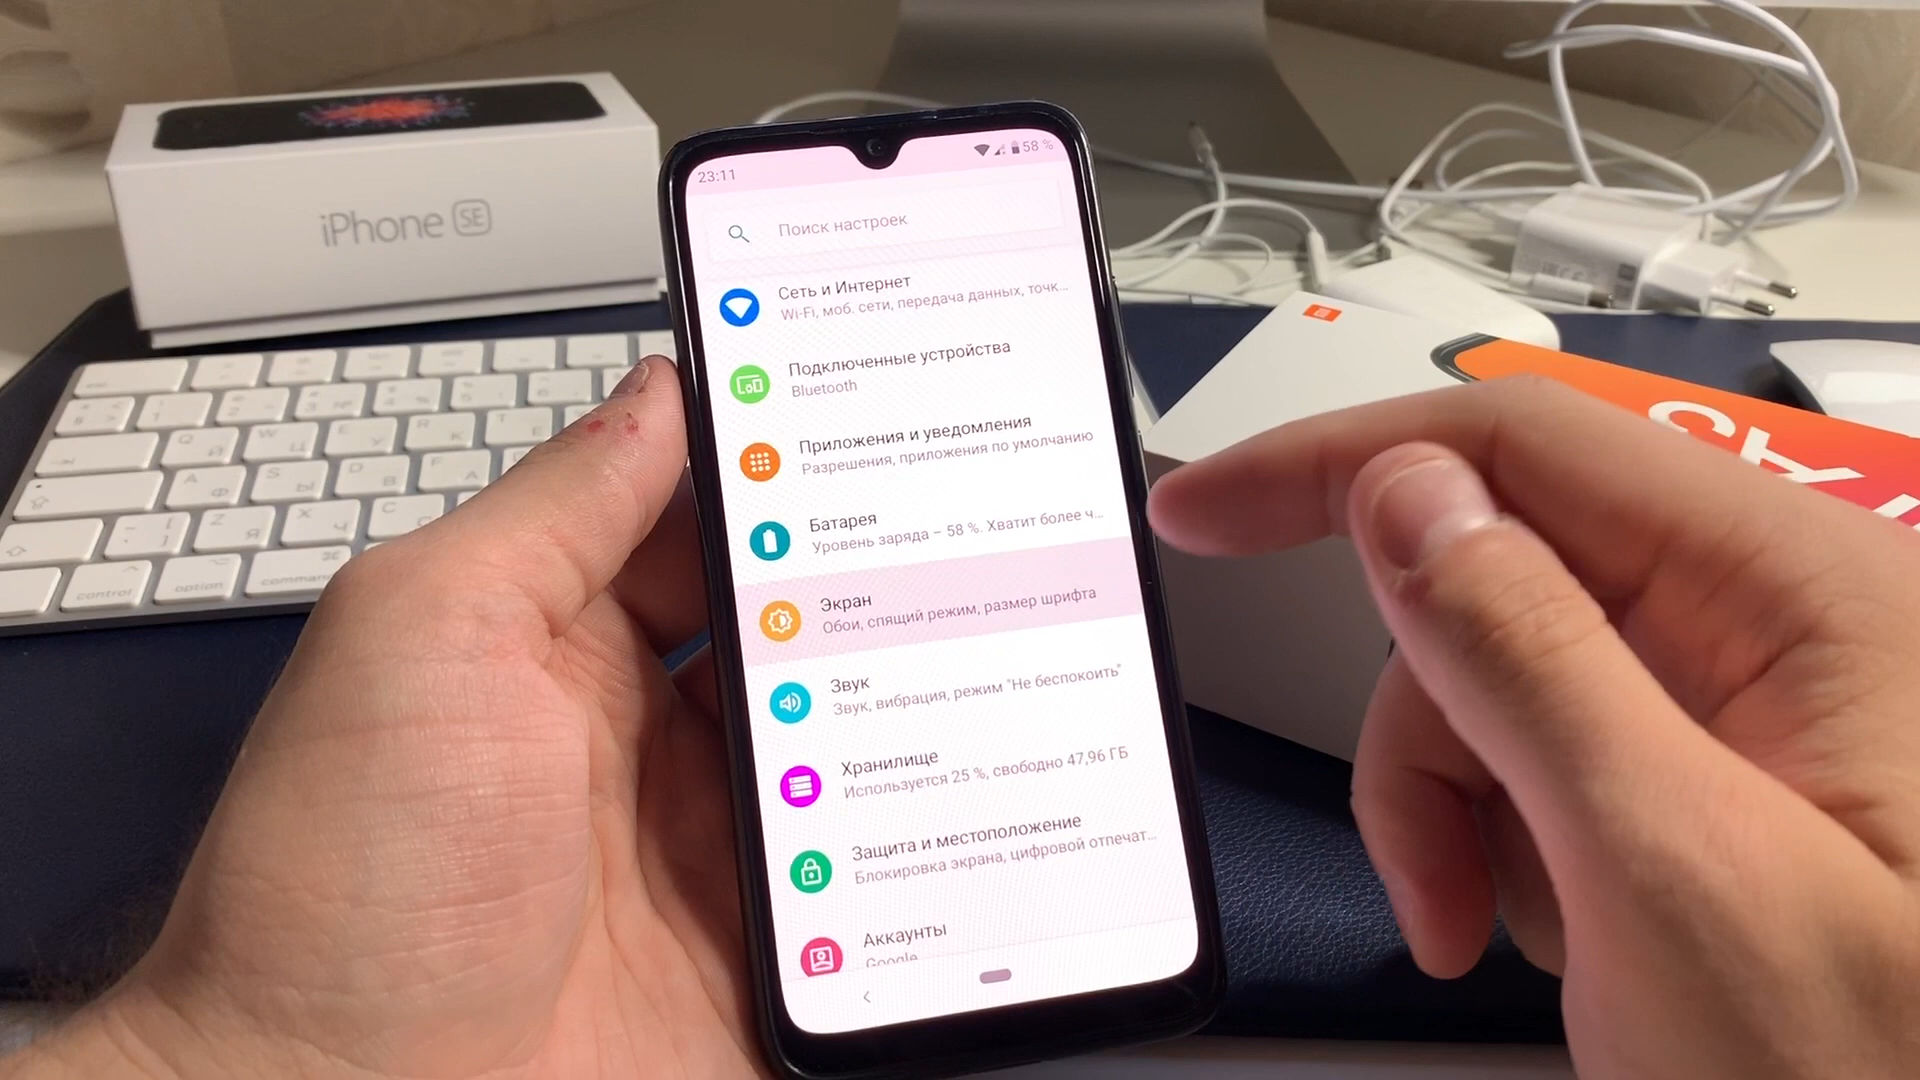 iPhone SE
23:11
58 %
Поиск настроек
Сеть и Интернет
Wi-Fi, моб. сети, передача данных, точк...
Подключенные устройства
Bluetooth
Приложения и уведомления
Разрешения, приложения по умолчанию
Батарея
Уровень заряда – 58 %. Хватит более ч...
Экран
Обои, спящий режим, размер шрифта
Звук
Звук, вибрация, режим "Не беспокоить"
Хранилище
Используется 25 %, свободно 47,96 ГБ
Защита и местоположение
Блокировка экрана, цифровой отпечат...
Аккаунты
Google
control
option
command